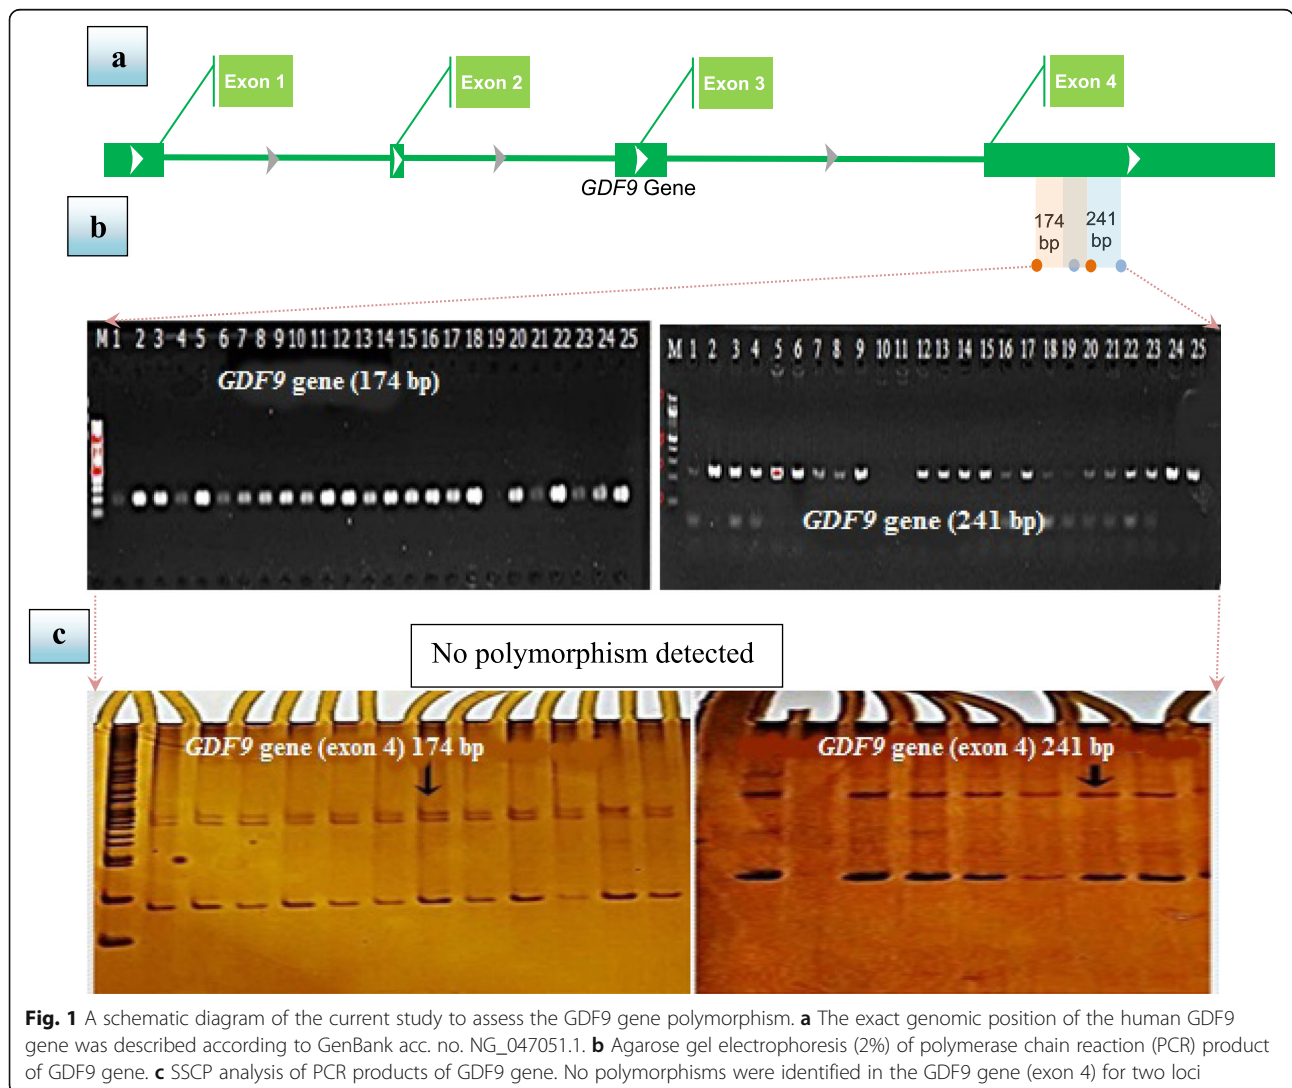 a
Exon 1
Exon 2
Exon 3
Exon 4
GDF9 Gene
b
174 bp
241 bp
M 1 2 3 4 5 6 7 8 9 10 11 12 13 14 15 16 17 18 19 20 21 22 23 24 25
GDF9 gene (174 bp)
M 1 2 3 4 5 6 7 8 9 10 11 12 13 14 15 16 17 18 19 20 21 22 23 24 25
GDF9 gene (241 bp)
c
No polymorphism detected
GDF9 gene (exon 4) 174 bp
GDF9 gene (exon 4) 241 bp
Fig. 1 A schematic diagram of the current study to assess the GDF9 gene polymorphism. a The exact genomic position of the human GDF9
gene was described according to GenBank acc. no. NG_047051.1. b Agarose gel electrophoresis (2%) of polymerase chain reaction (PCR) product
of GDF9 gene. c SSCP analysis of PCR products of GDF9 gene. No polymorphisms were identified in the GDF9 gene (exon 4) for two loci